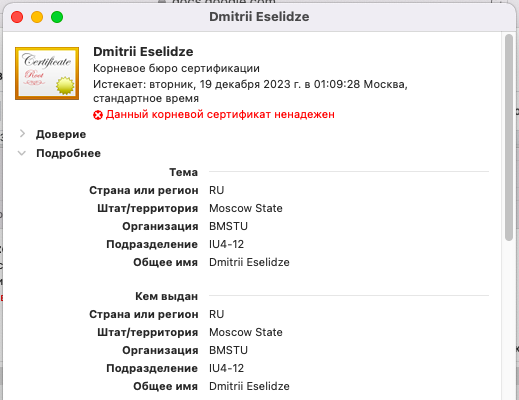 docs.google.com
Dmitrii Eselidze
Certificate
Root
Dmitrii Eselidze
Корневое бюро сертификации
Истекает: вторник, 19 декабря 2023 г. в 01:09:28 Москва,
стандартное время
Данный корневой сертификат ненадежен
Доверие
Подробнее
Тема
Страна или регион RU
Штат/территория Moscow State
Организация BMSTU
Подразделение IU4-12
Общее имя Dmitrii Eselidze
Кем выдан
Страна или регион RU
Штат/территория Moscow State
Организация BMSTU
Подразделение IU4-12
Общее имя Dmitrii Eselidze